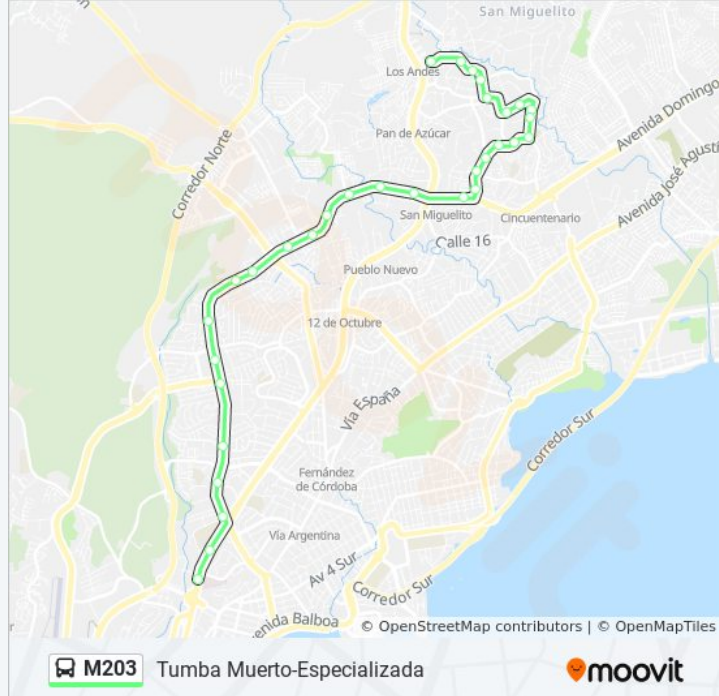 San Miguelito
Los Andes
Avenida Domingo
Pan de Azúcar
Corredor Norte
Avenida José Agustí
San Miguelito
Cincuentenario
Calle 16
Pueblo Nuevo
12 de Octubre
Vía España
Corredor Sur
Fernández
de Córdoba
Vía Argentina
Av 4 Sur
Corredor Sur
enida Balboa
© OpenStreetMap contributors | © OpenMapTiles
M203 Tumba Muerto-Especializada
moovit